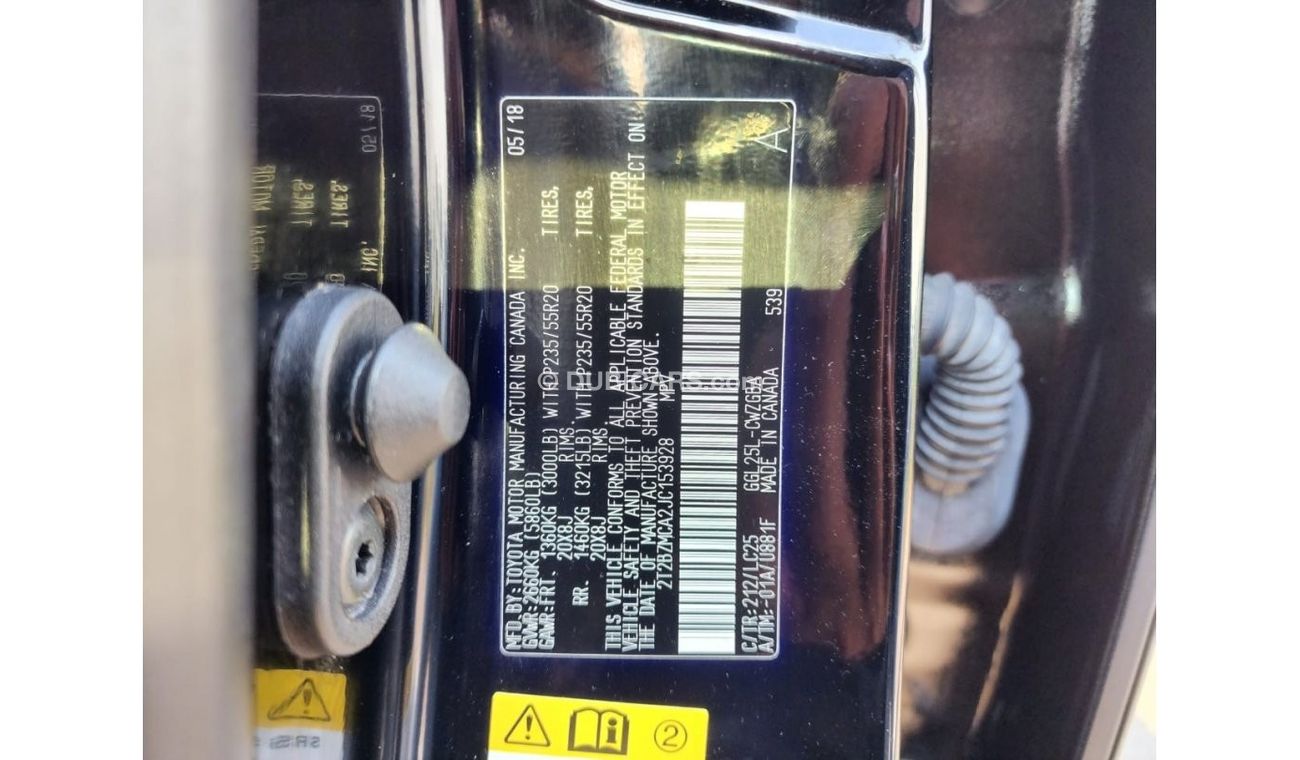 MFD.BY:TOYOTA MOTOR MANUFACTURING CANADA INC. 05/18
GVWR:2660KG (5860LB)
GAWR:FRT. 1360KG (3000LB) WITH P235/55R20 TIRES,
20X8J RIMS.
RR. 1460KG (3215LB) WITH P235/55R20 TIRES,
20X8J RIMS
THIS VEHICLE CONFORMS TO ALL APPLICABLE FEDERAL MOTOR
VEHICLE SAFETY AND THEFT PREVENTION STANDARDS IN EFFECT ON
THE DATE OF MANUFACTURE SHOWN ABOVE.
2T2BZMCA2JC153928 MPV
C/TR:212/LC25 GGL25L-CWZGBA
A/TM:-01A/U881F MADE IN CANADA 539
A
2
© DUBICARS.com